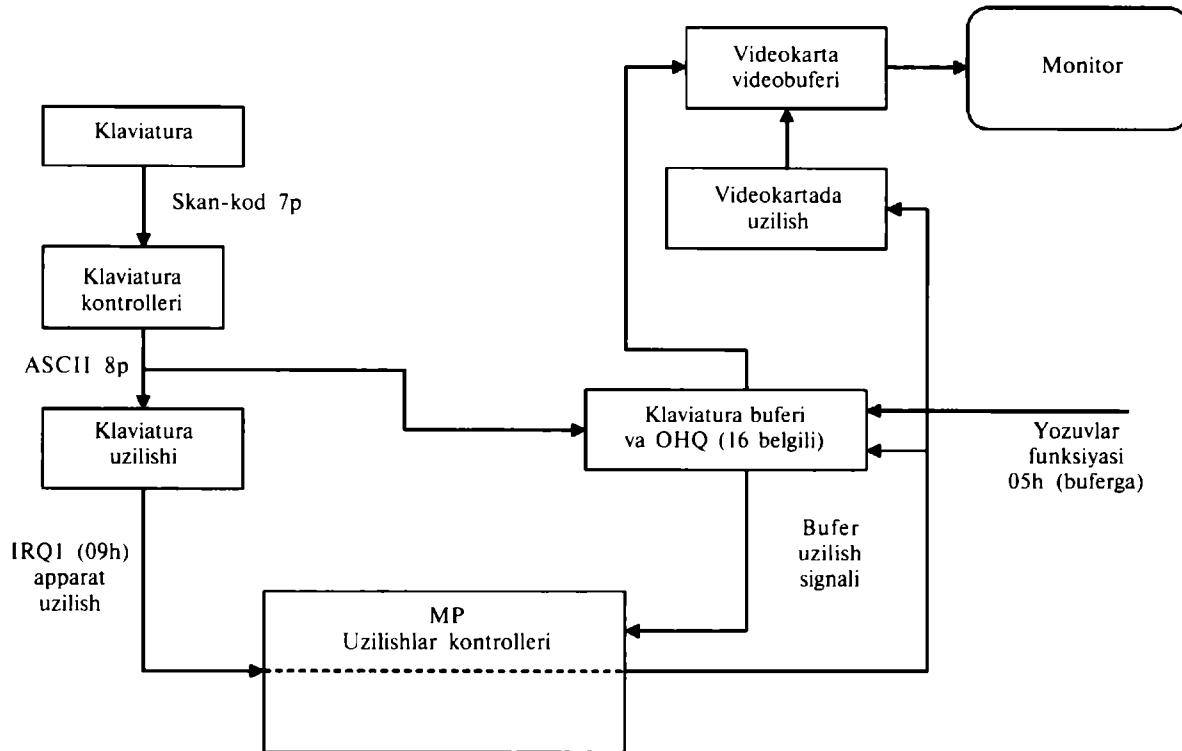 Videokarta
videobuferi
Monitor
Klaviatura
Skan-kod 7p
Videokartada
uzilish
Klaviatura
kontrolleri
ASCII 8p
Klaviatura
uzilishi
Klaviatura buferi
va OHQ (16 belgili)
Yozuvlar
funksiyasi
05h (buferga)
IRQ1 (09h)
apparat
uzilish
Bufer
uzilish
signali
MP
Uzilishlar kontrolleri